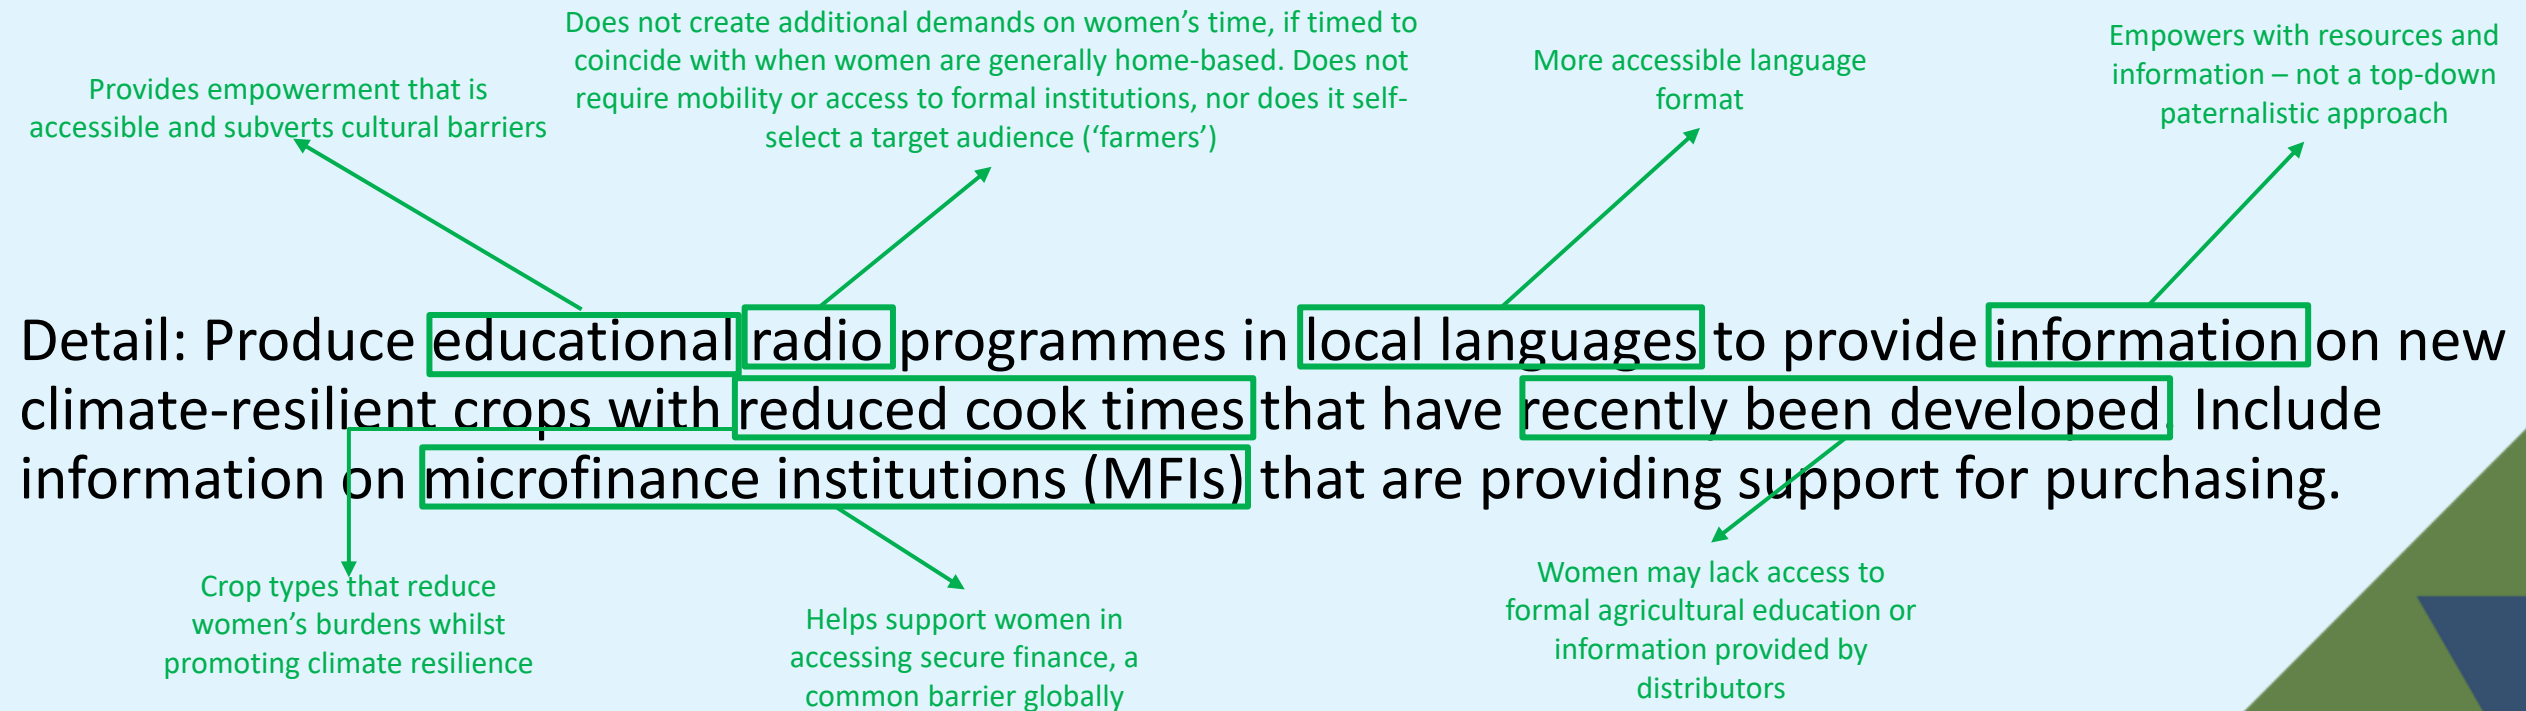 Does not create additional demands on women’s time, if timed to
coincide with when women are generally home-based. Does not
require mobility or access to formal institutions, nor does it self-
select a target audience (‘farmers’)
Provides empowerment that is
accessible and subverts cultural barriers
More accessible language
format
Empowers with resources and
information – not a top-down
paternalistic approach
Detail: Produce educational radio programmes in local languages to provide information on new
climate-resilient crops with reduced cook times that have recently been developed. Include
information on microfinance institutions (MFIs) that are providing support for purchasing.
Crop types that reduce
women’s burdens whilst
promoting climate resilience
Helps support women in
accessing secure finance, a
common barrier globally
Women may lack access to
formal agricultural education or
information provided by
distributors